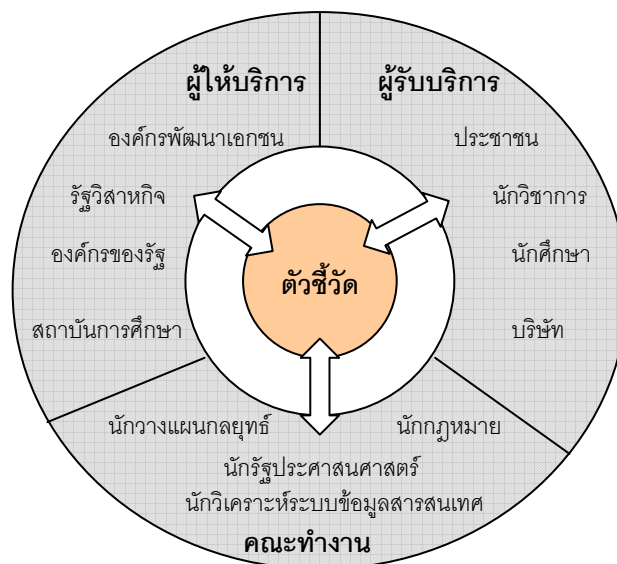 ผู้ให้บริการ
องค์กรพัฒนาเอกชน
รัฐวิสาหกิจ
องค์กรของรัฐ
สถาบันการศึกษา
ผู้รับบริการ
ประชาชน
นักวิชาการ
นักศึกษา
บริษัท
ตัวชี้วัด
นักวางแผนกลยุทธ์
นักกฎหมาย
นักรัฐประศาสนศาสตร์
นักวิเคราะห์ระบบข้อมูลสารสนเทศ
คณะทำงาน